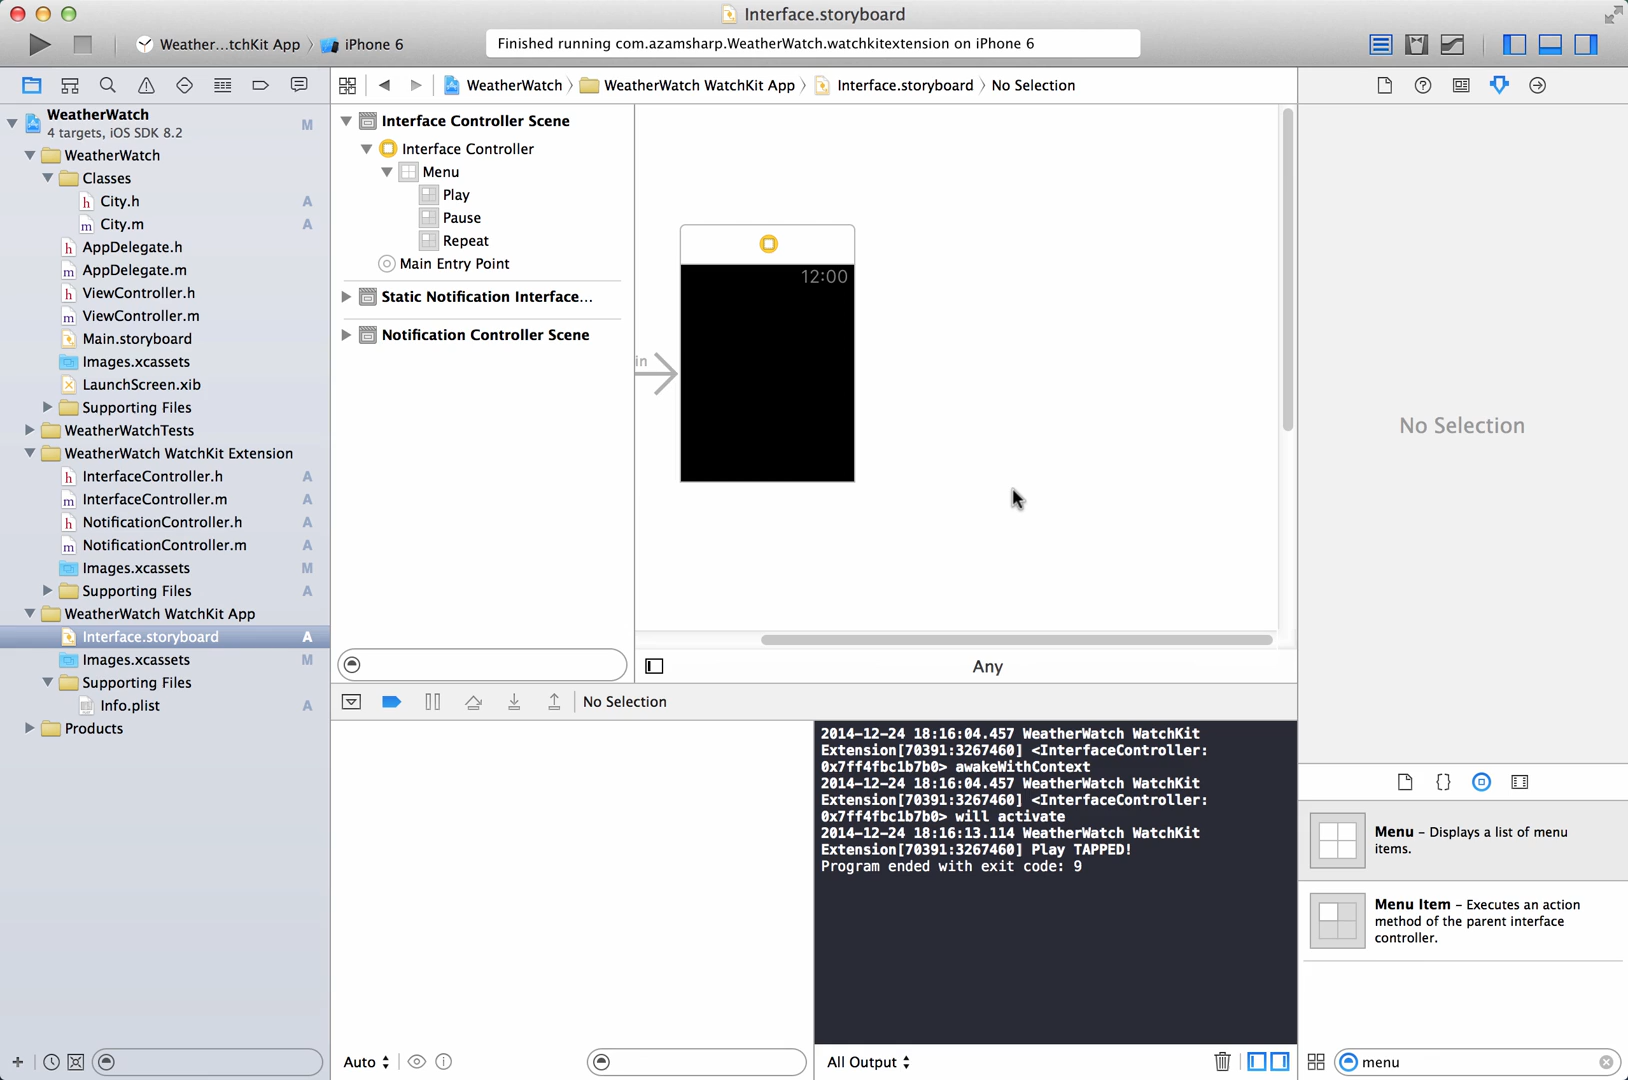 Interface.storyboard
Weather...tchKit App
iPhone 6
Finished running com.azamsharp.WeatherWatch.watchkitextension on iPhone 6
WeatherWatch
WeatherWatch WatchKit App
Interface.storyboard
No Selection
WeatherWatch
4 targets, iOS SDK 8.2
M
WeatherWatch
Classes
h City.h A
m City.m A
h AppDelegate.h
m AppDelegate.m
h ViewController.h
m ViewController.m
Main.storyboard
Images.xcassets
LaunchScreen.xib
Supporting Files
WeatherWatchTests
WeatherWatch WatchKit Extension
h InterfaceController.h A
m InterfaceController.m A
h NotificationController.h A
m NotificationController.m A
Images.xcassets M
Supporting Files A
WeatherWatch WatchKit App
Interface.storyboard A
Images.xcassets M
Supporting Files
Info.plist A
Products
Interface Controller Scene
Interface Controller
Menu
Play
Pause
Repeat
Main Entry Point
Static Notification Interface...
Notification Controller Scene
in
12:00
Any
No Selection
2014-12-24 18:16:04.457 WeatherWatch WatchKit
Extension[70391:3267460] <InterfaceController:
0x7ff4fbc1b7b0> awakeWithContext
2014-12-24 18:16:04.457 WeatherWatch WatchKit
Extension[70391:3267460] <InterfaceController:
0x7ff4fbc1b7b0> will activate
2014-12-24 18:16:13.114 WeatherWatch WatchKit
Extension[70391:3267460] Play TAPPED!
Program ended with exit code: 9
Auto
All Output
No Selection
Menu – Displays a list of menu
items.
Menu Item – Executes an action
method of the parent interface
controller.
menu